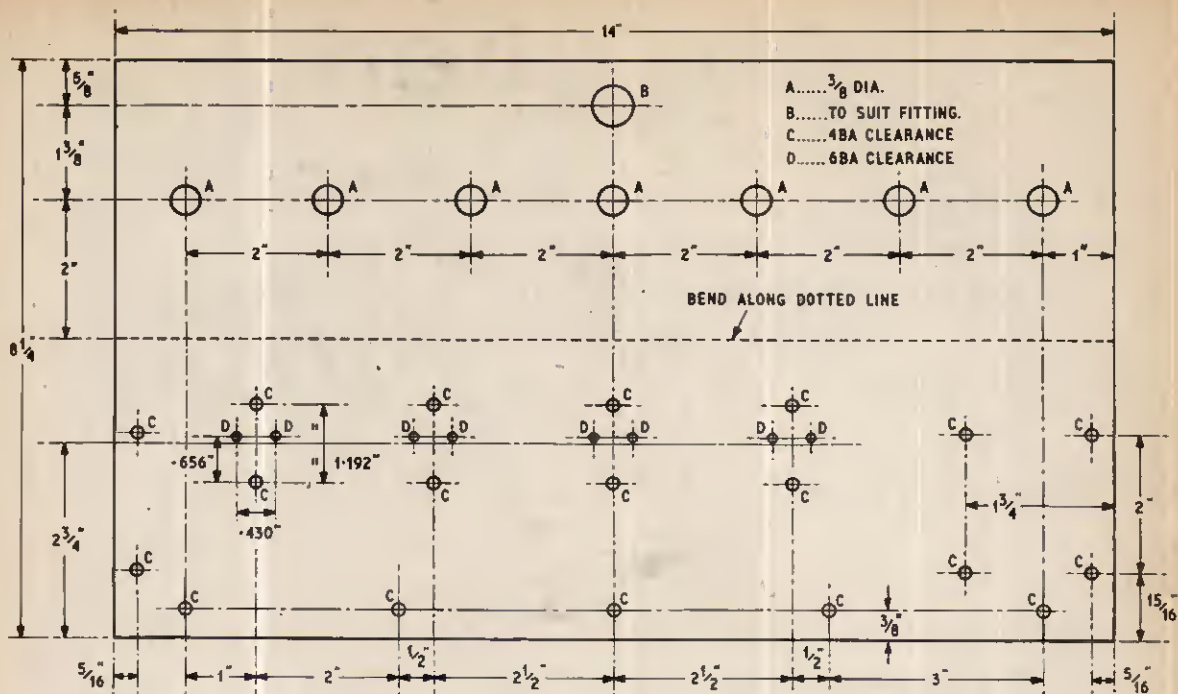 14"
5/8"
B
A......3/8 DIA.
B......TO SUIT FITTING.
C......4BA CLEARANCE
D......6BA CLEARANCE
1 3/8"
A A A A A A A
2"
2" 2" 2" 2" 2" 2" 1"
BEND ALONG DOTTED LINE
8 1/4"
C C C C
C D D D D D D D D C C
·656" 1·192"
C C C C
1 3/4" 2"
·430"
2 3/4"
C C C
C C C C C
3/8" 15/16"
5/16" 1" 2" 1/2" 2 1/2" 2 1/2" 1/2" 3" 5/16"